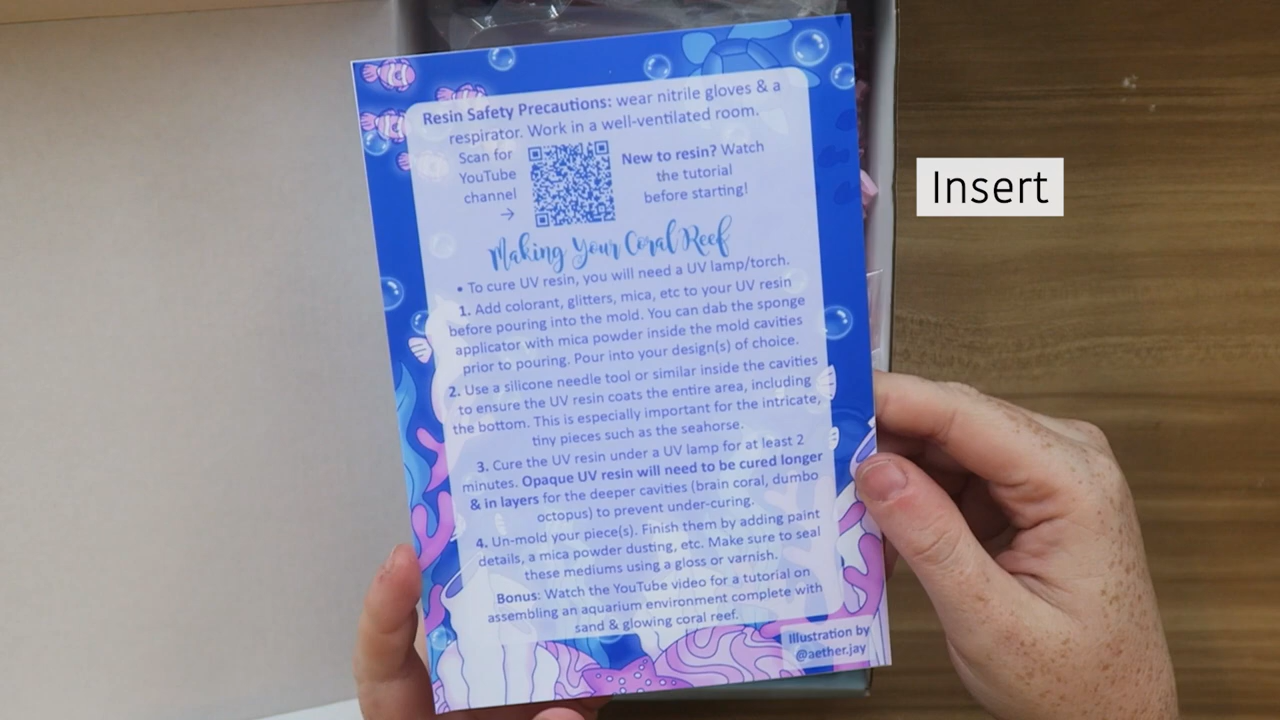 Resin Safety Precautions: wear nitrile gloves & a
respirator. Work in a well-ventilated room.
Scan for
YouTube
channel
→
New to resin? Watch
the tutorial
before starting!
Making Your Coral Reef
• To cure UV resin, you will need a UV lamp/torch.
1. Add colorant, glitters, mica, etc to your UV resin
before pouring into the mold. You can dab the sponge
applicator with mica powder inside the mold cavities
prior to pouring. Pour into your design(s) of choice.
2. Use a silicone needle tool or similar inside the cavities
to ensure the UV resin coats the entire area, including
the bottom. This is especially important for the intricate,
tiny pieces such as the seahorse.
3. Cure the UV resin under a UV lamp for at least 2
minutes. Opaque UV resin will need to be cured longer
& in layers for the deeper cavities (brain coral, dumbo
octopus) to prevent under-curing.
4. Un-mold your piece(s). Finish them by adding paint
details, a mica powder dusting, etc. Make sure to seal
these mediums using a gloss or varnish.
Bonus: Watch the YouTube video for a tutorial on
assembling an aquarium environment complete with
sand & glowing coral reef.
Illustration by
@aether.jay
Insert